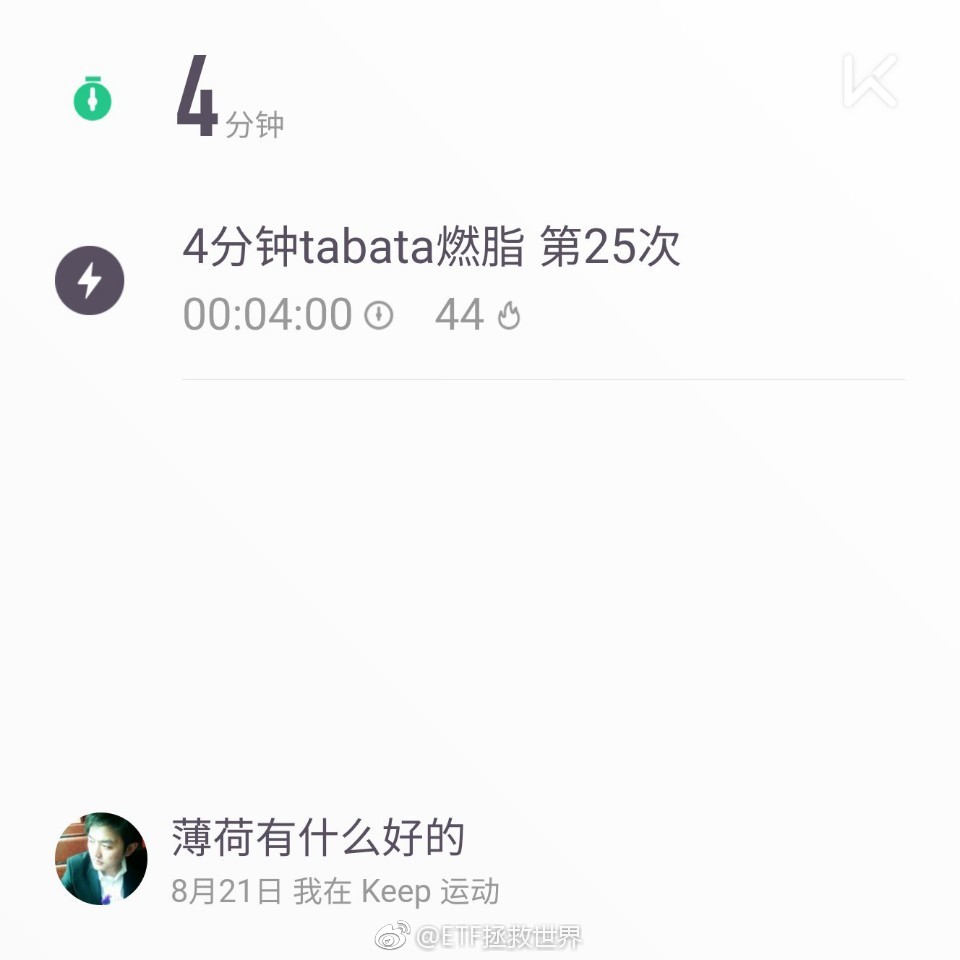 4分钟
4分钟tabata燃脂 第25次
00:04:00 44
薄荷有什么好的
8月21日 我在 Keep 运动
@ETF拯救世界